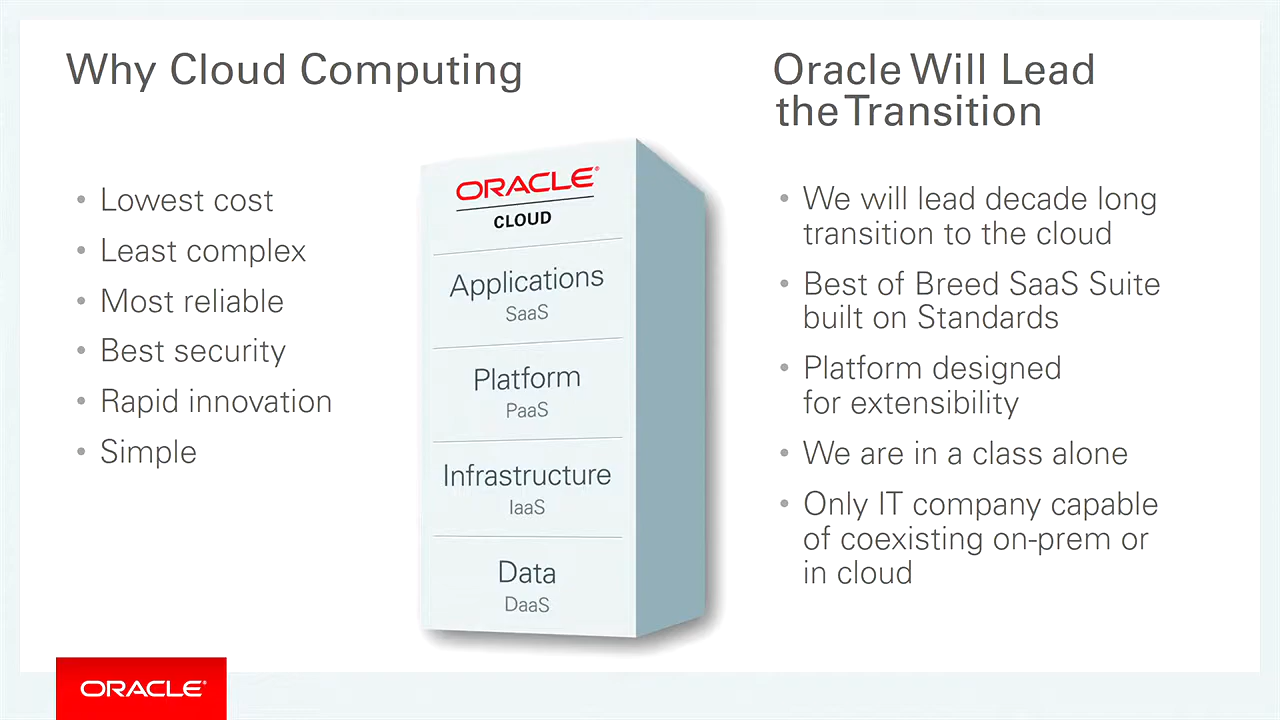 Why Cloud Computing
• Lowest cost
• Least complex
• Most reliable
• Best security
• Rapid innovation
• Simple
ORACLE®
CLOUD
Applications
SaaS
Platform
PaaS
Infrastructure
IaaS
Data
DaaS
Oracle Will Lead
the Transition
• We will lead decade long
transition to the cloud
• Best of Breed SaaS Suite
built on Standards
• Platform designed
for extensibility
• We are in a class alone
• Only IT company capable
of coexisting on-prem or
in cloud
ORACLE®